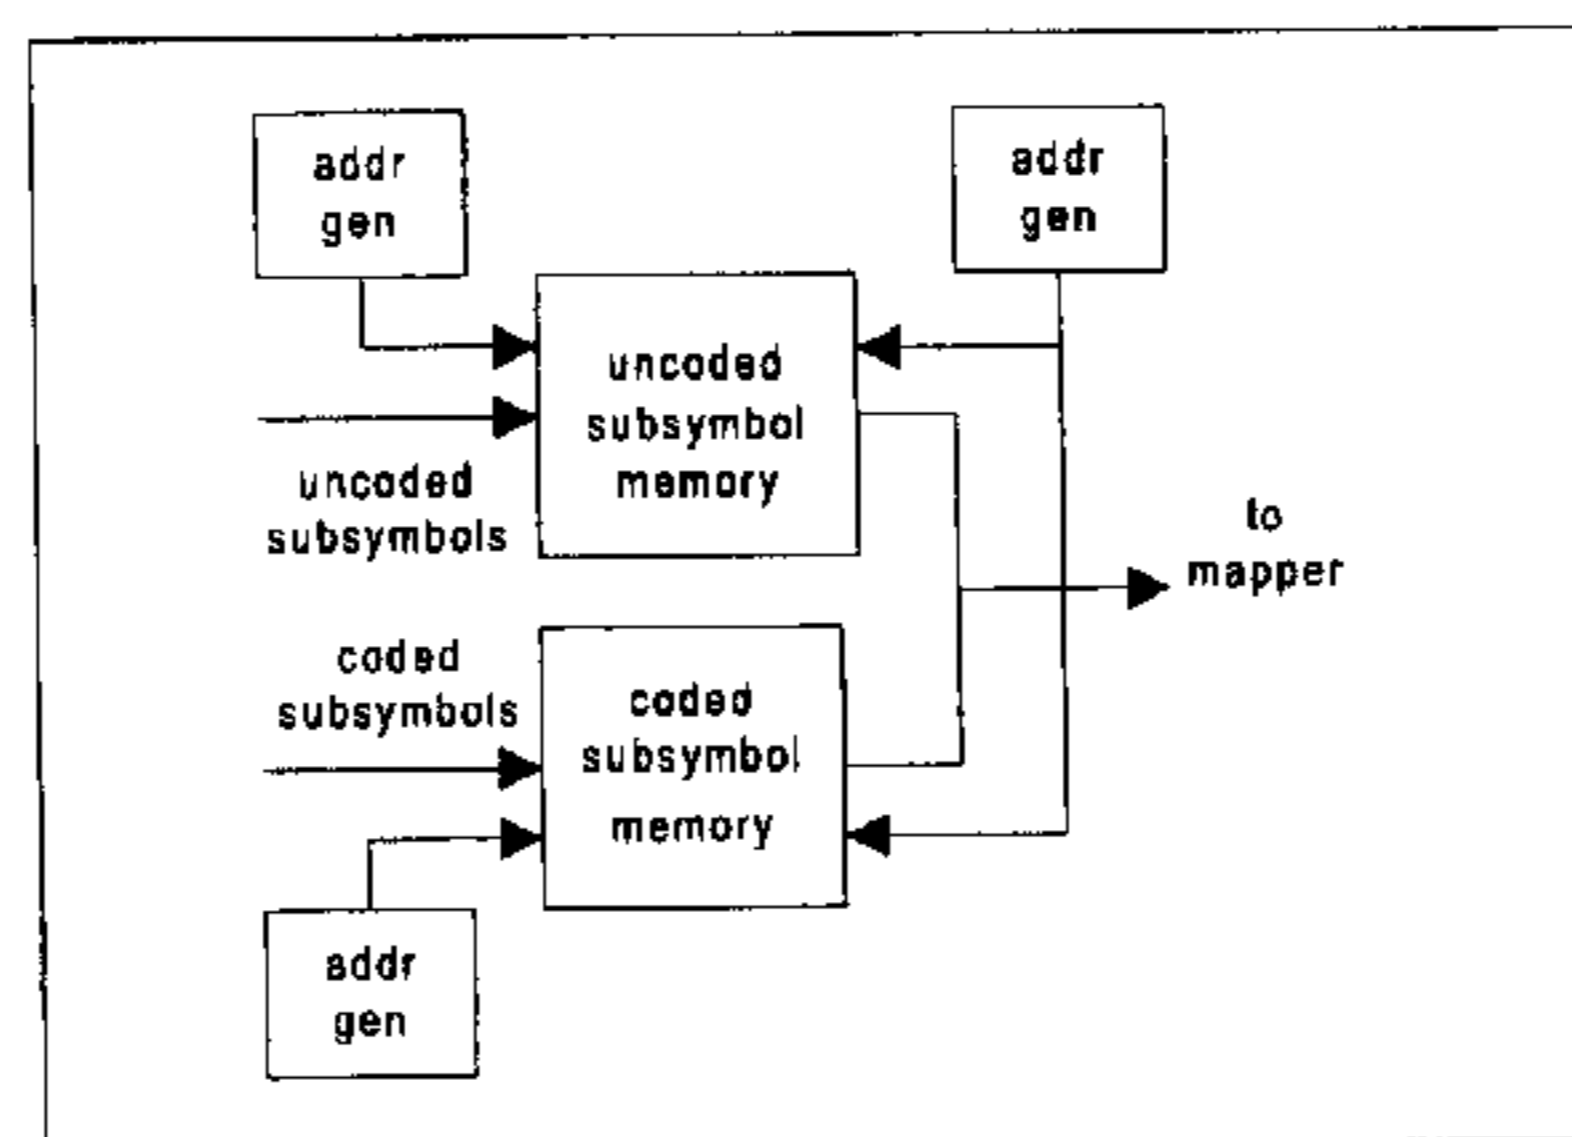 addr
gen
addr
gen
uncoded
subsymbol
memory
uncoded
subsymbols
to
mapper
coded
subsymbols
coded
subsymbol
memory
addr
gen